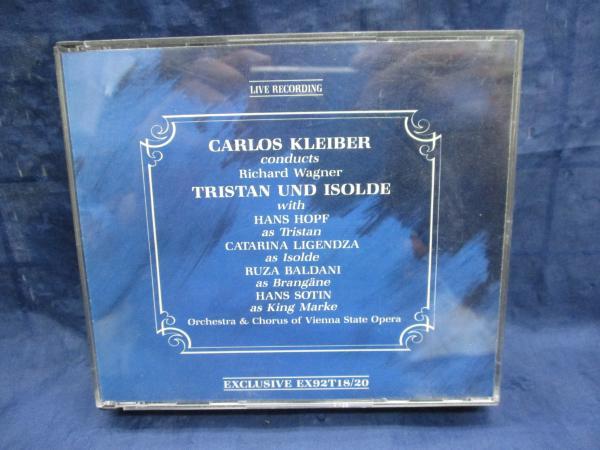 LIVE RECORDING
CARLOS KLEIBER
conducts
Richard Wagner
TRISTAN UND ISOLDE
with
HANS HOPF
as Tristan
CATARINA LIGENDZA
as Isolde
RUZA BALDANI
as Brangäne
HANS SOTIN
as King Marke
Orchestra & Chorus of Vienna State Opera
EXCLUSIVE EX92T18/20